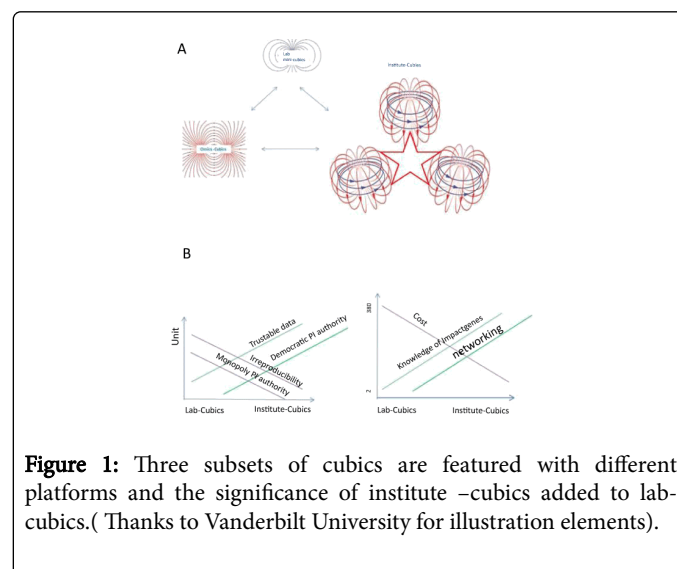 A
Lab
mini-cubics
Institute-Cubics
B
Unit
Trustable data
Democratic PI authority
Irreproducibility
Monopoly PI authority
Lab-Cubics
Institute-Cubics
380
2
Cost
Knowledge of impactgenes
networking
Lab-Cubics
Institute-Cubics
Figure 1: Three subsets of cubics are featured with different
platforms and the significance of institute –cubics added to lab-
cubics.( Thanks to Vanderbilt University for illustration elements).